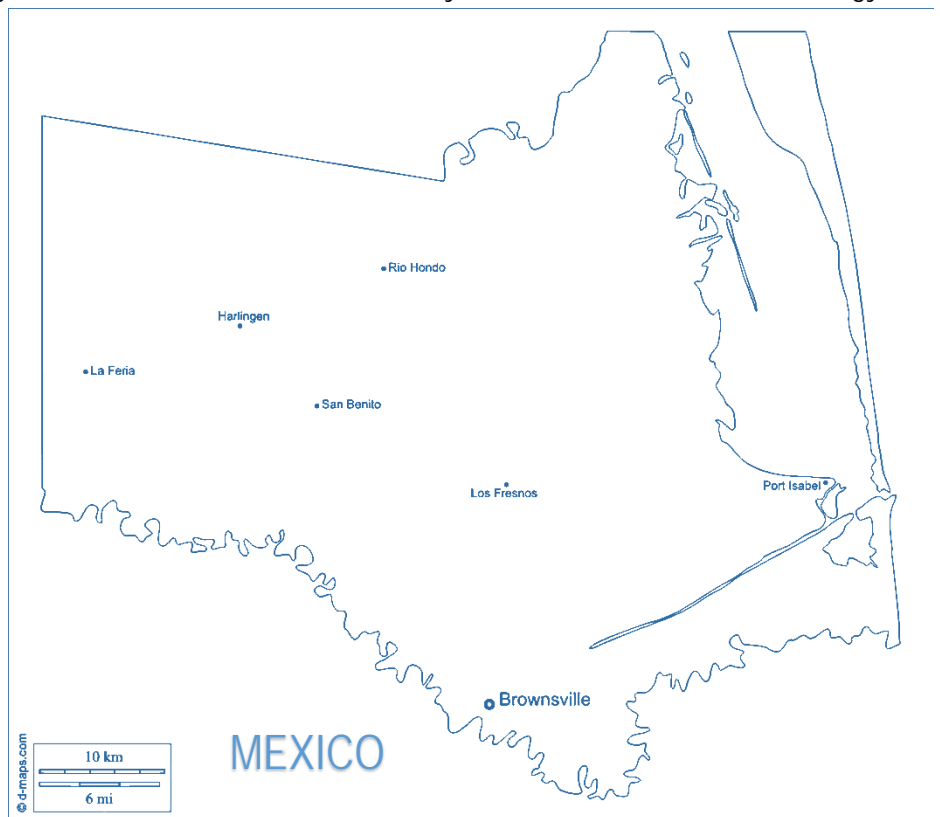 Rio Hondo
Harlingen
La Feria
San Benito
Los Fresnos
Port Isabel
Brownsville
MEXICO
10 km
6 mi
© d-maps.com